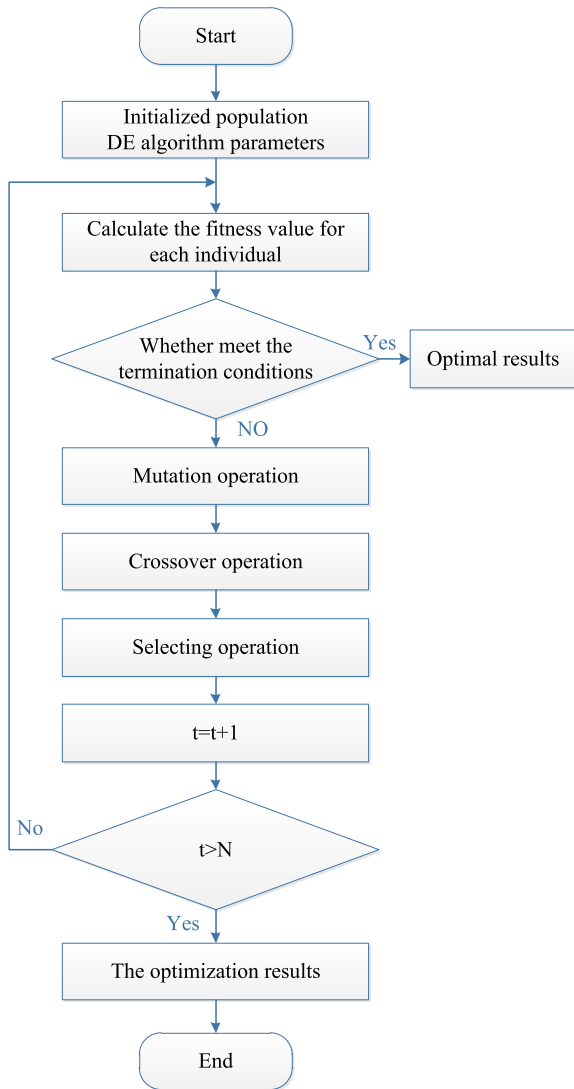 Start
Initialized population
DE algorithm parameters
Calculate the fitness value for
each individual
Whether meet the
termination conditions
Yes
Optimal results
NO
Mutation operation
Crossover operation
Selecting operation
t=t+1
No
t>N
Yes
The optimization results
End